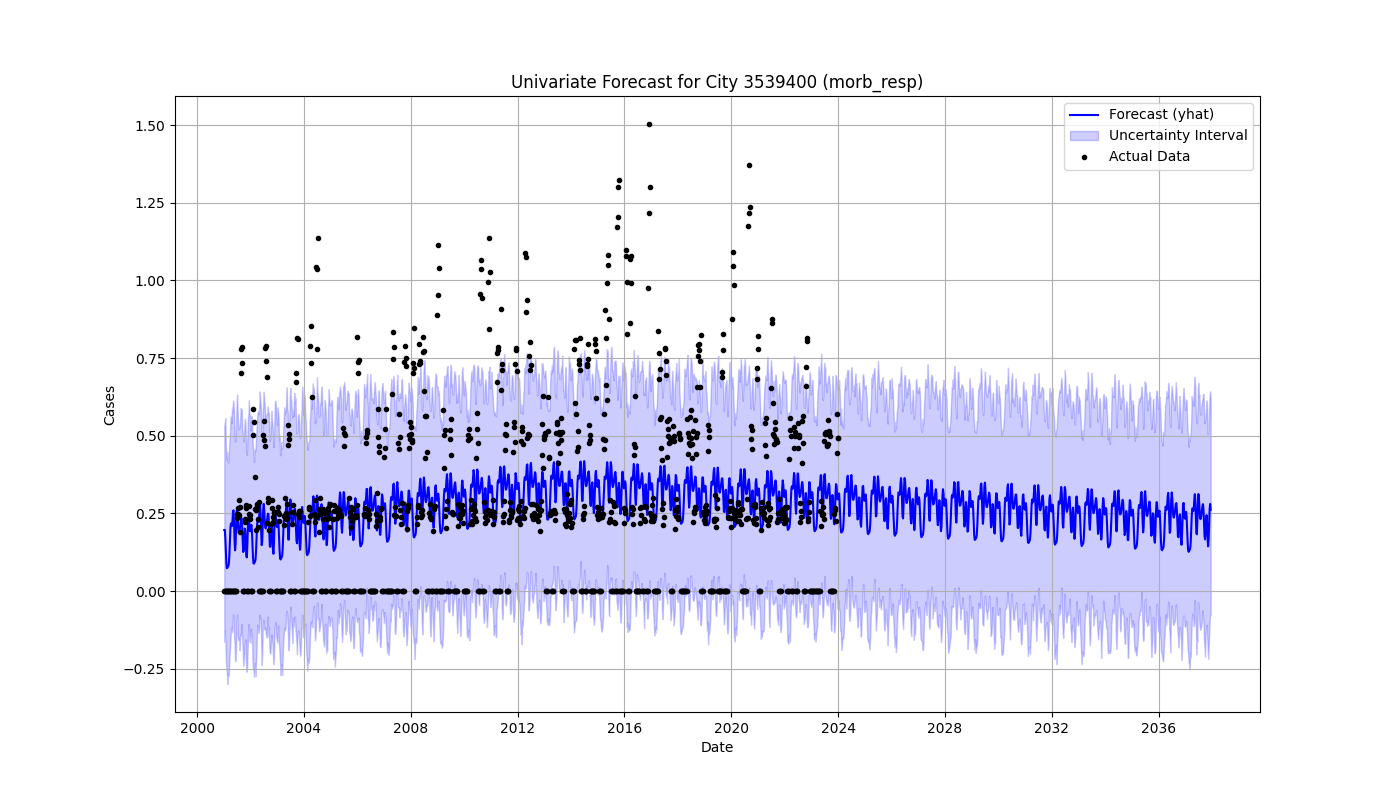 Univariate Forecast for City 3539400 (morb_resp)
Forecast (yhat)
Uncertainty Interval
Actual Data
Cases
1.50
1.25
1.00
0.75
0.50
0.25
0.00
−0.25
2000 2004 2008 2012 2016 2020 2024 2028 2032 2036
Date